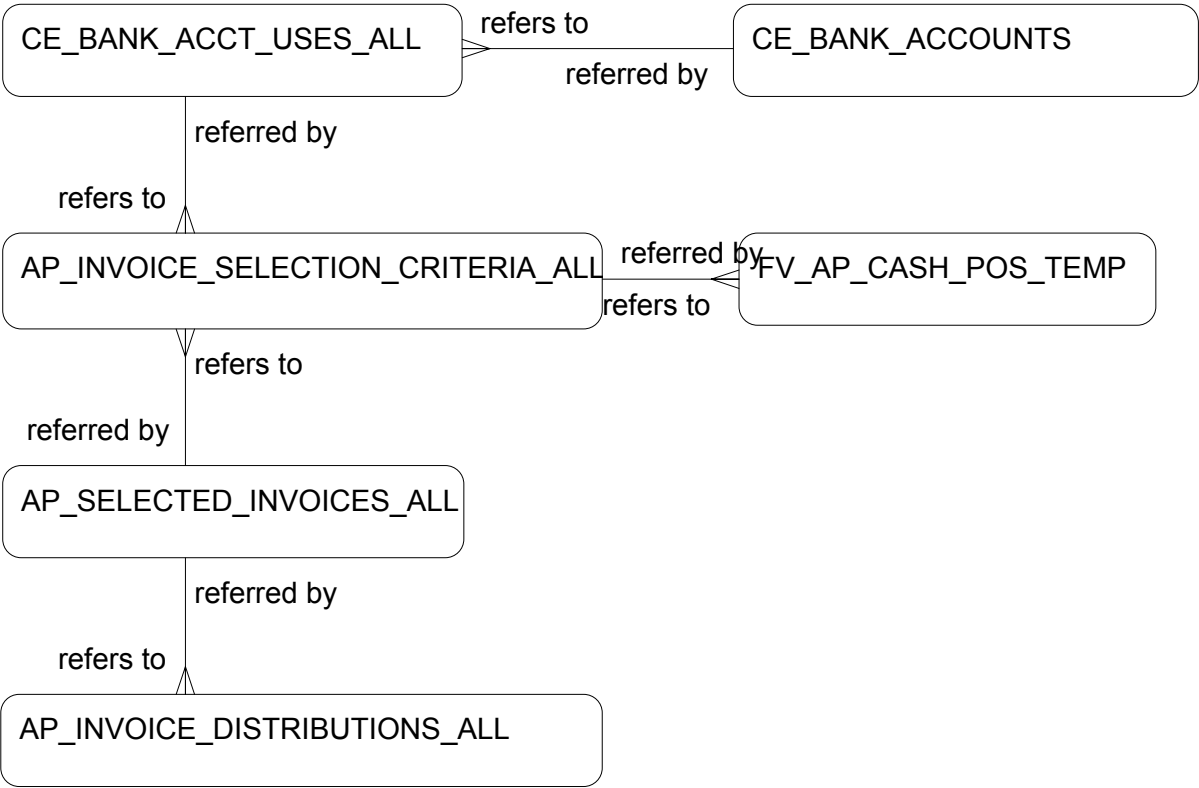 CE_BANK_ACCT_USES_ALL
refers to
referred by
CE_BANK_ACCOUNTS
referred by
refers to
AP_INVOICE_SELECTION_CRITERIA_ALL
referred by
refers to
FV_AP_CASH_POS_TEMP
refers to
referred by
AP_SELECTED_INVOICES_ALL
referred by
refers to
AP_INVOICE_DISTRIBUTIONS_ALL